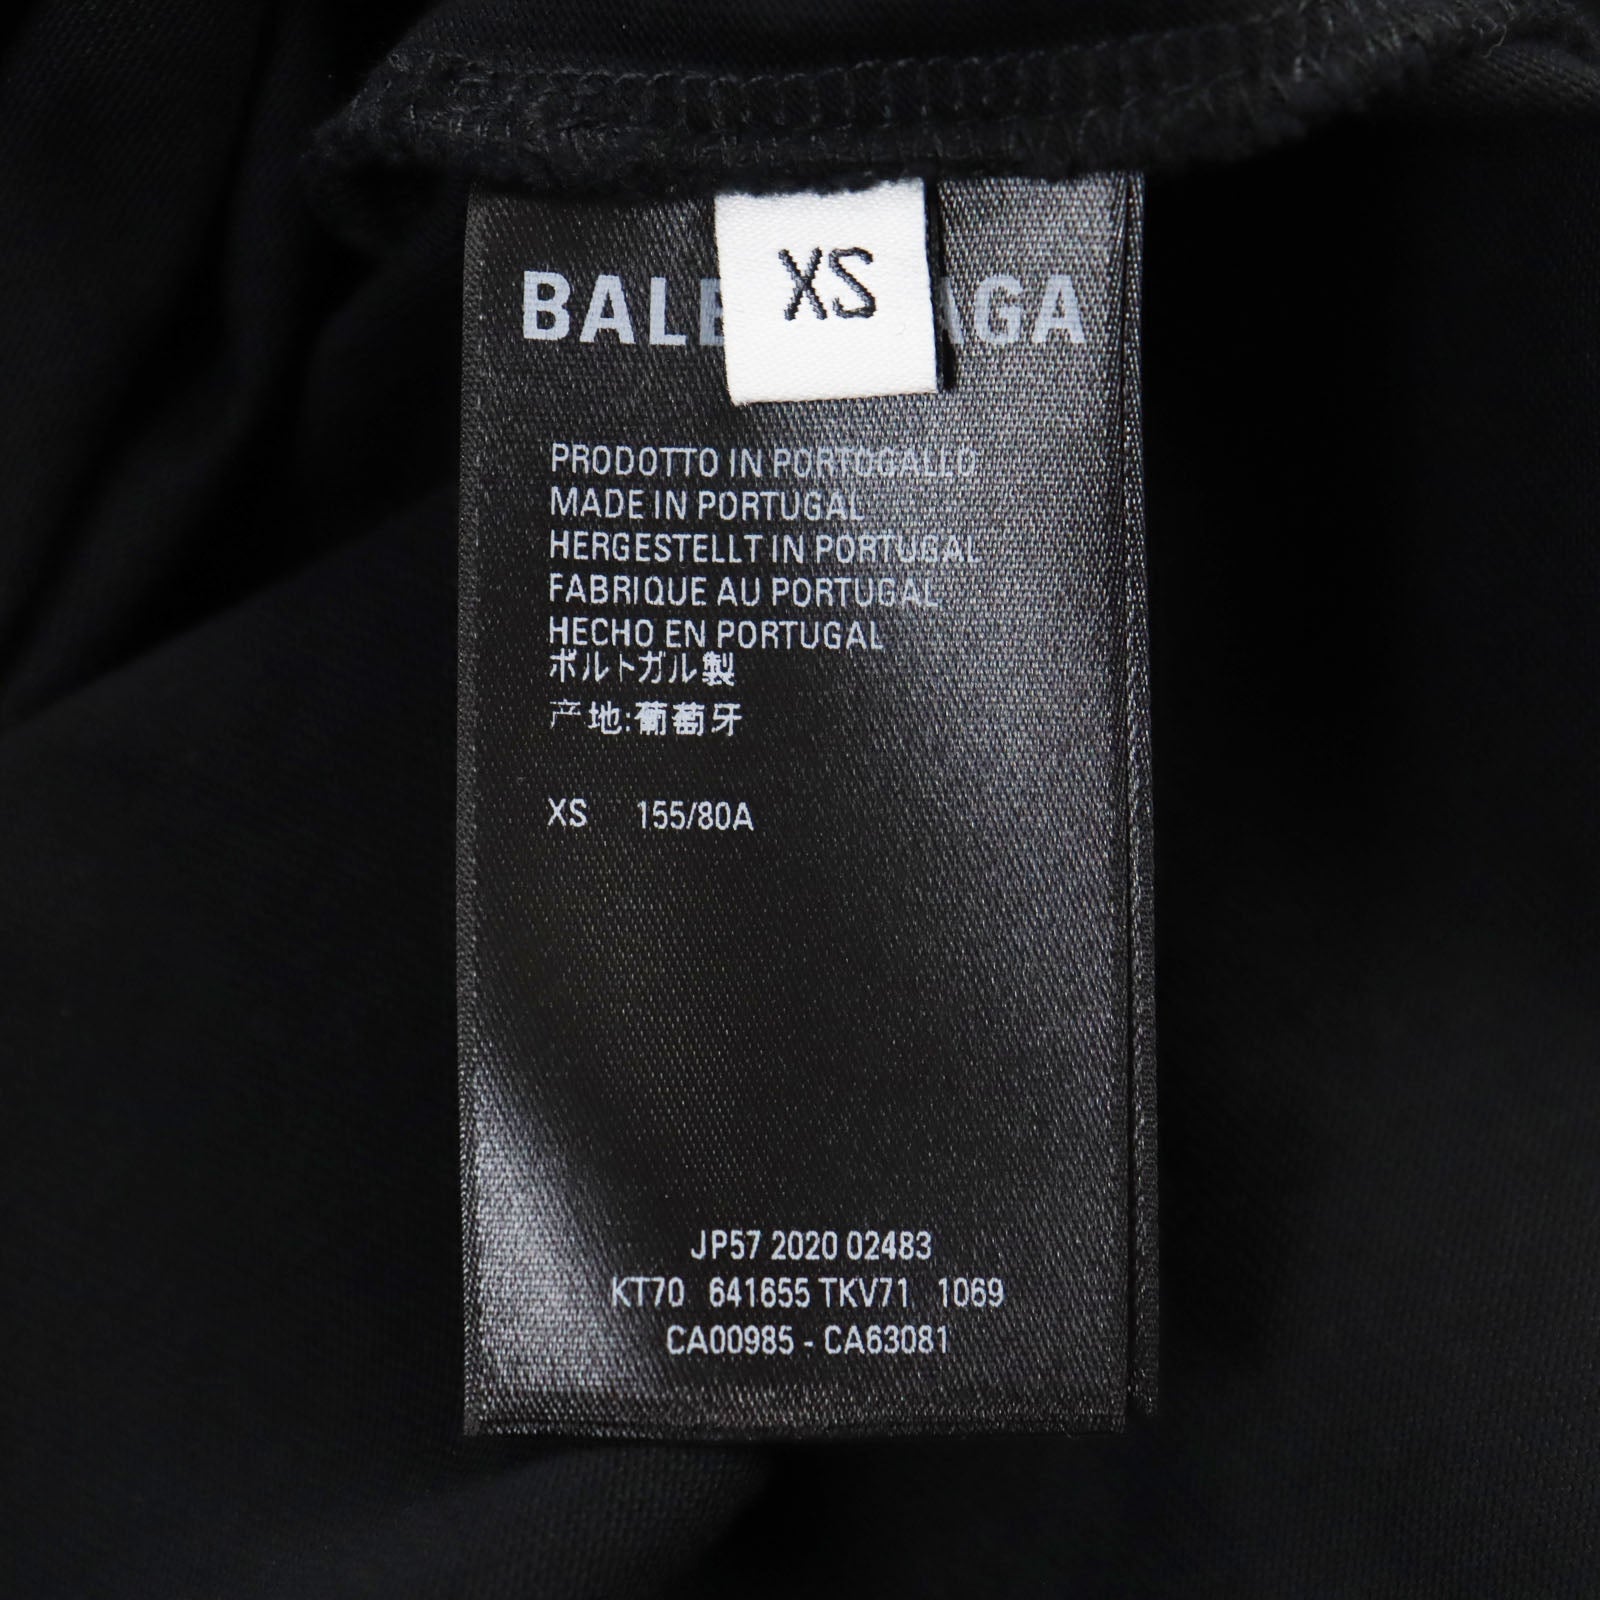 XS
BALE AGA
PRODOTTO IN PORTOGALLO
MADE IN PORTUGAL
HERGESTELLT IN PORTUGAL
FABRIQUE AU PORTUGAL
HECHO EN PORTUGAL
ポルトガル製
产地:葡萄牙
XS 155/80A
JP57 2020 02483
KT70 641655 TKV71 1069
CA00985 - CA63081